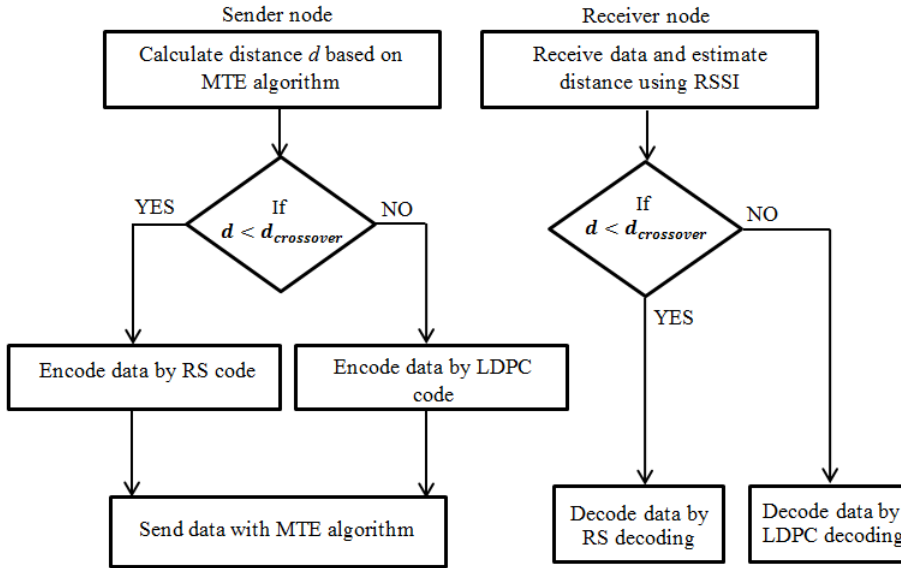 Sender node
Calculate distance d based on
MTE algorithm
If
d < d_crossover
YES
NO
Encode data by RS code
Encode data by LDPC
code
Send data with MTE algorithm
Receiver node
Receive data and estimate
distance using RSSI
If
d < d_crossover
NO
YES
Decode data by
RS decoding
Decode data by
LDPC decoding